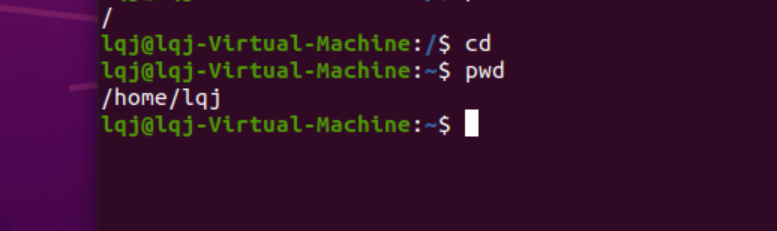 /
lqj@lqj-Virtual-Machine:/$ cd
lqj@lqj-Virtual-Machine:~$ pwd
/home/lqj
lqj@lqj-Virtual-Machine:~$